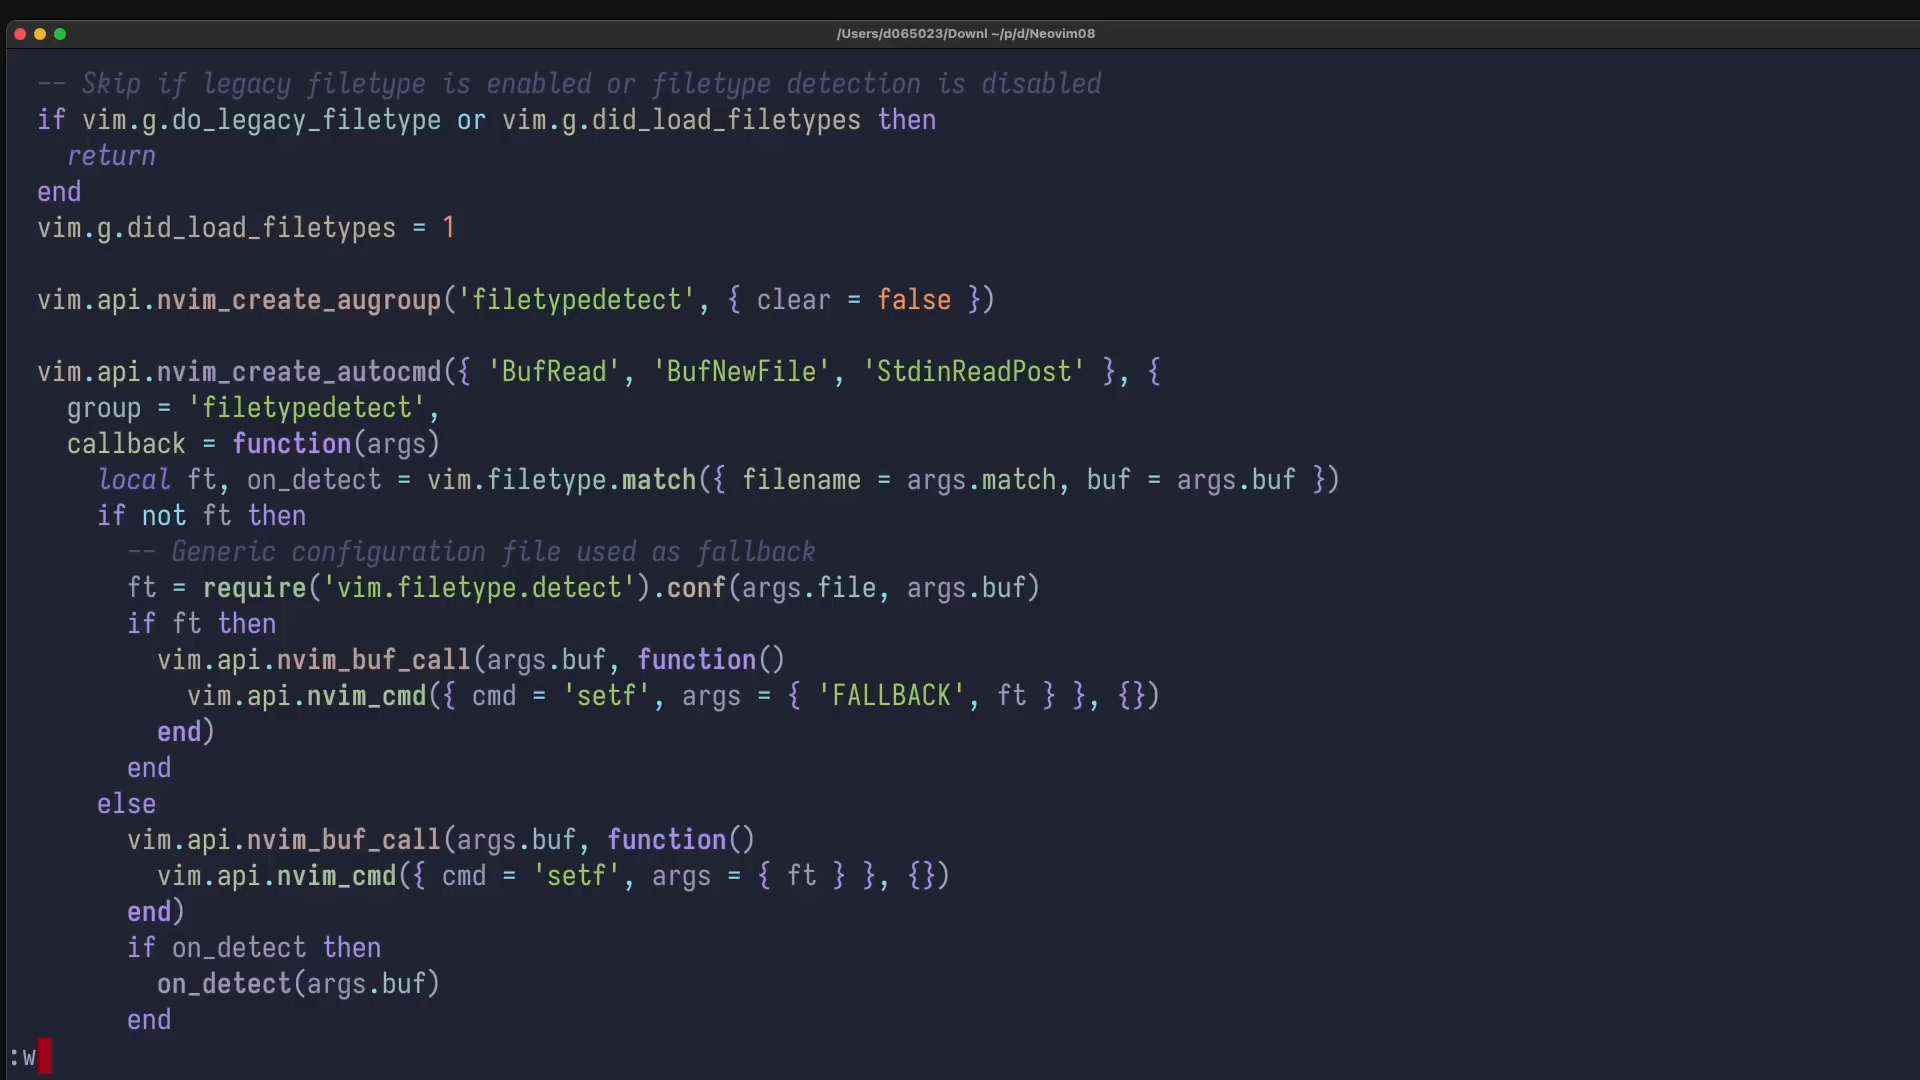 /Users/d065023/Downl ~/p/d/Neovim08
-- Skip if legacy filetype is enabled or filetype detection is disabled
if vim.g.do_legacy_filetype or vim.g.did_load_filetypes then
  return
end
vim.g.did_load_filetypes = 1

vim.api.nvim_create_augroup('filetypedetect', { clear = false })

vim.api.nvim_create_autocmd({ 'BufRead', 'BufNewFile', 'StdinReadPost' }, {
  group = 'filetypedetect',
  callback = function(args)
    local ft, on_detect = vim.filetype.match({ filename = args.match, buf = args.buf })
    if not ft then
      -- Generic configuration file used as fallback
      ft = require('vim.filetype.detect').conf(args.file, args.buf)
      if ft then
        vim.api.nvim_buf_call(args.buf, function()
          vim.api.nvim_cmd({ cmd = 'setf', args = { 'FALLBACK', ft } }, {})
        end)
      end
    else
      vim.api.nvim_buf_call(args.buf, function()
        vim.api.nvim_cmd({ cmd = 'setf', args = { ft } }, {})
      end)
      if on_detect then
        on_detect(args.buf)
      end
:w